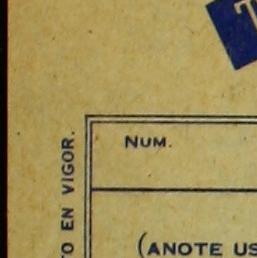 NUM.
(ANOTE US
TO EN VIGOR.